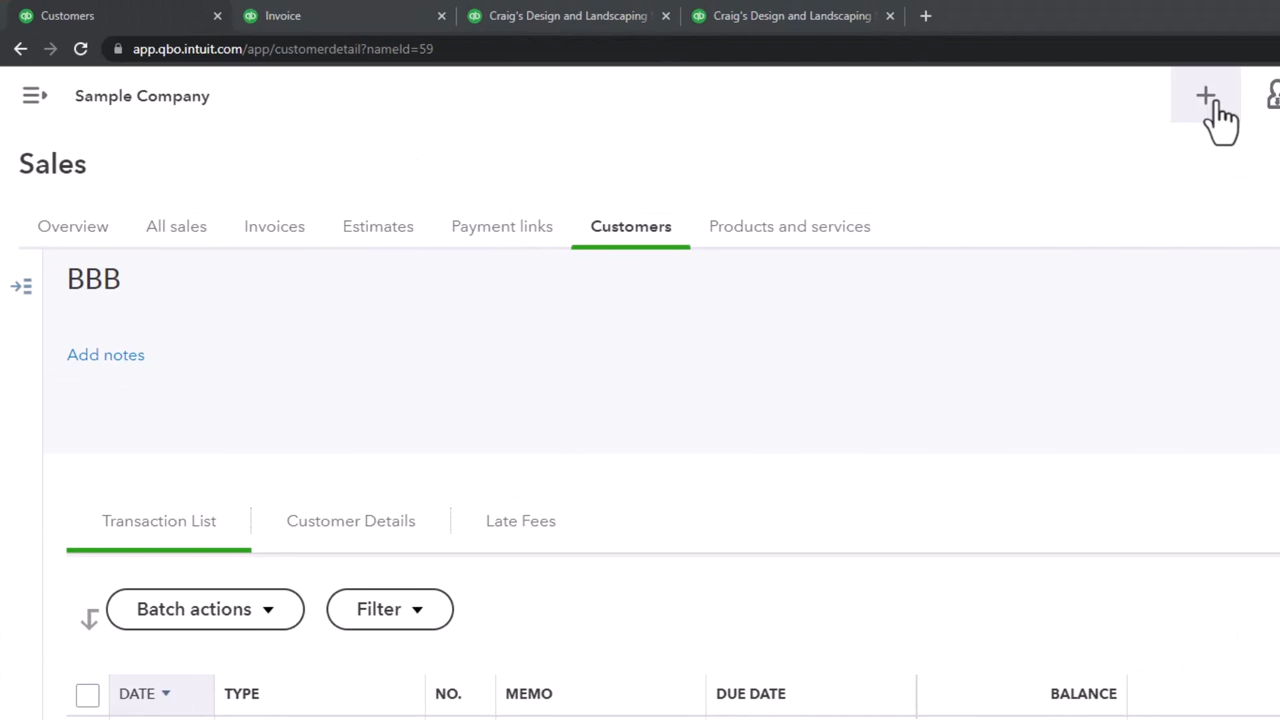 Customers
Invoice
Craig's Design and Landscaping
Craig's Design and Landscaping
app.qbo.intuit.com/app/customerdetail?nameId=59
Sample Company
Sales
Overview
All sales
Invoices
Estimates
Payment links
Customers
Products and services
BBB
Add notes
Transaction List
Customer Details
Late Fees
Batch actions
Filter
DATE
TYPE
NO.
MEMO
DUE DATE
BALANCE